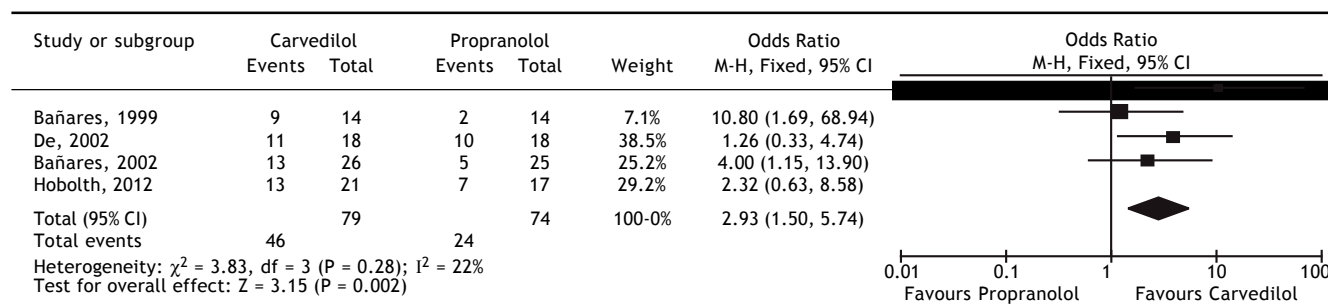 Study or subgroup Carvedilol Propranolol Odds Ratio Odds Ratio
Events Total Events Total Weight M-H, Fixed, 95% CI M-H, Fixed, 95% CI
Bañares, 1999 9 14 2 14 7.1% 10.80 (1.69, 68.94)
De, 2002 11 18 10 18 38.5% 1.26 (0.33, 4.74)
Bañares, 2002 13 26 5 25 25.2% 4.00 (1.15, 13.90)
Hobolth, 2012 13 21 7 17 29.2% 2.32 (0.63, 8.58)
Total (95% CI) 79 74 100-0% 2.93 (1.50, 5.74)
Total events 46 24
Heterogeneity: χ² = 3.83, df = 3 (P = 0.28); I² = 22%
Test for overall effect: Z = 3.15 (P = 0.002)
0.01 0.1 1 10 100
Favours Propranolol Favours Carvedilol